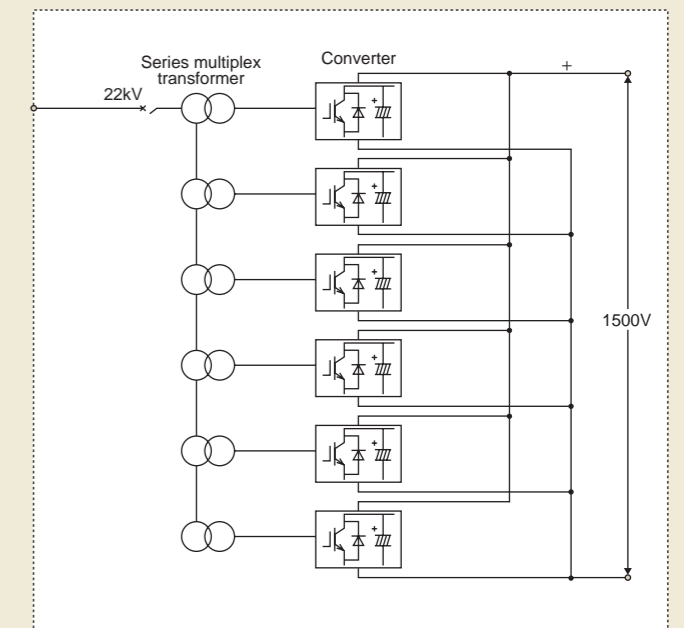 Series multiplex
transformer
Converter
22kV
+
+
+
+
+
+
+
1500V